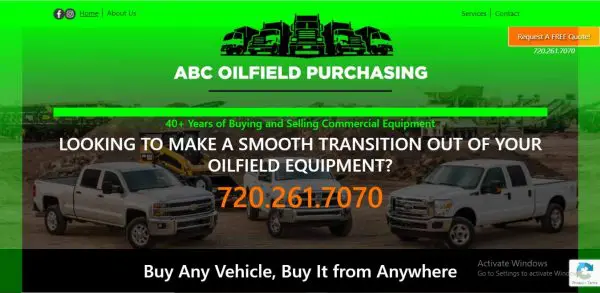 Home | About Us
Services | Contact
Request A FREE Quote!
720.261.7070
ABC OILFIELD PURCHASING
40+ Years of Buying and Selling Commercial Equipment
LOOKING TO MAKE A SMOOTH TRANSITION OUT OF YOUR
OILFIELD EQUIPMENT?
720.261.7070
Activate Windows
Go to Settings to activate Windows.
Buy Any Vehicle, Buy It from Anywhere